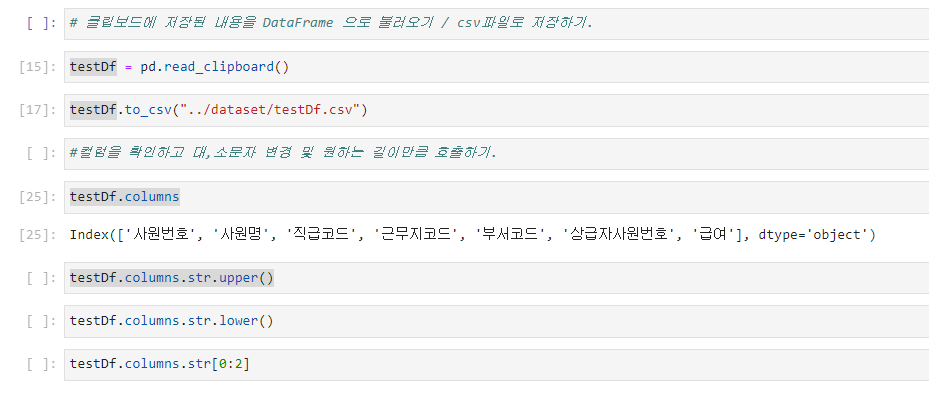 [ ]: # 클립보드에 저장된 내용을 DataFrame 으로 불러오기 / csv파일로 저장하기.
[15]: testDf = pd.read_clipboard()
[17]: testDf.to_csv("../dataset/testDf.csv")
[ ]: #컬럼을 확인하고 대,소문자 변경 및 원하는 길이만큼 호출하기.
[25]: testDf.columns
[25]: Index(['사원번호', '사원명', '직급코드', '근무지코드', '부서코드', '상급자사원번호', '급여'], dtype='object')
[ ]: testDf.columns.str.upper()
[ ]: testDf.columns.str.lower()
[ ]: testDf.columns.str[0:2]